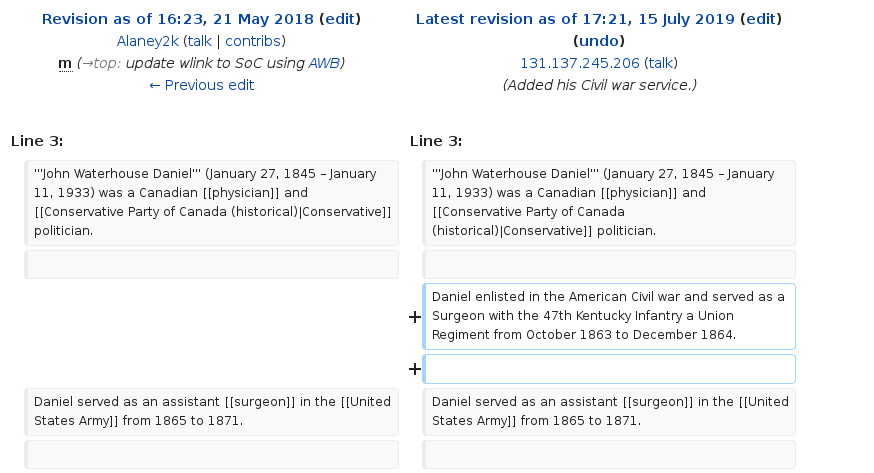 Revision as of 16:23, 21 May 2018 (edit)
Alaney2k (talk | contribs)
m (→top: update wlink to SoC using AWB)
← Previous edit
Latest revision as of 17:21, 15 July 2019 (edit)
(undo)
131.137.245.206 (talk)
(Added his Civil war service.)
Line 3:
Line 3:
'''John Waterhouse Daniel''' (January 27, 1845 – January
11, 1933) was a Canadian [[physician]] and
[[Conservative Party of Canada (historical)|Conservative]]
politician.
'''John Waterhouse Daniel''' (January 27, 1845 – January
11, 1933) was a Canadian [[physician]] and
[[Conservative Party of Canada
(historical)|Conservative]] politician.
+
Daniel enlisted in the American Civil war and served as a
Surgeon with the 47th Kentucky Infantry a Union
Regiment from October 1863 to December 1864.
+
Daniel served as an assistant [[surgeon]] in the [[United
States Army]] from 1865 to 1871.
Daniel served as an assistant [[surgeon]] in the [[United
States Army]] from 1865 to 1871.